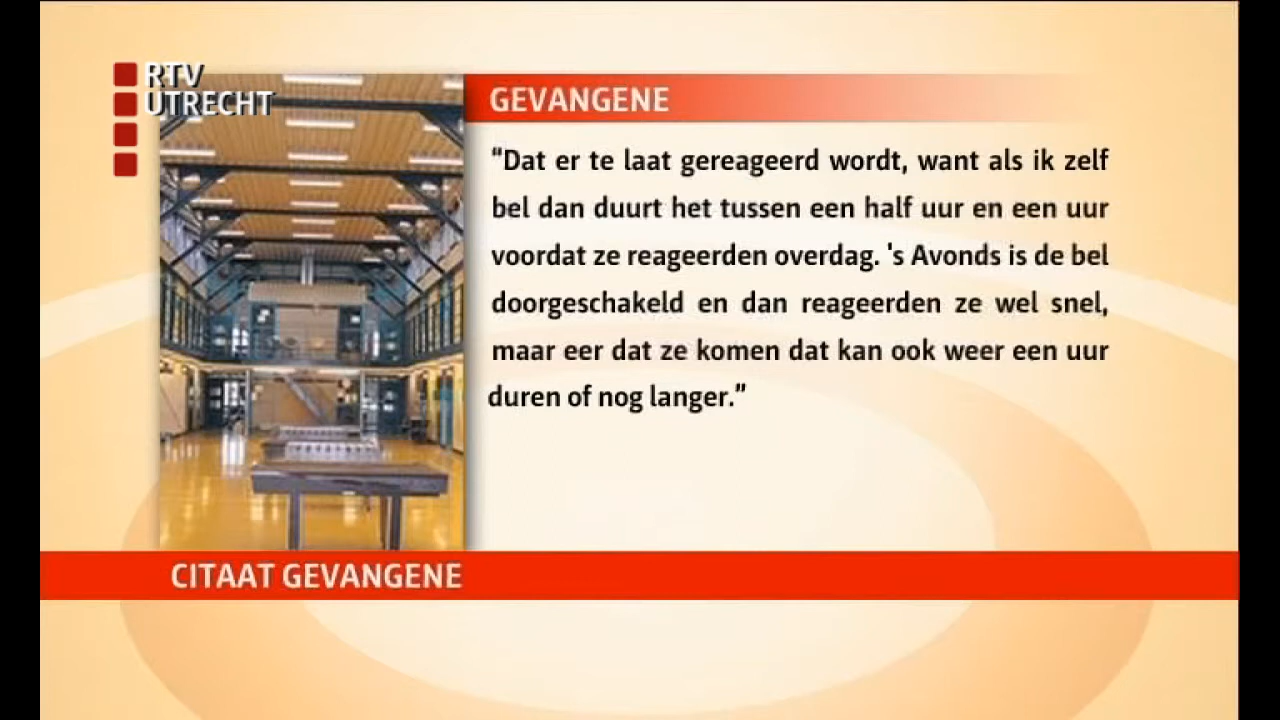 RTV
UTRECHT
GEVANGENE
“Dat er te laat gereageerd wordt, want als ik zelf
bel dan duurt het tussen een half uur en een uur
voordat ze reageerden overdag. 's Avonds is de bel
doorgeschakeld en dan reageerden ze wel snel,
maar eer dat ze komen dat kan ook weer een uur
duren of nog langer.”
CITAAT GEVANGENE